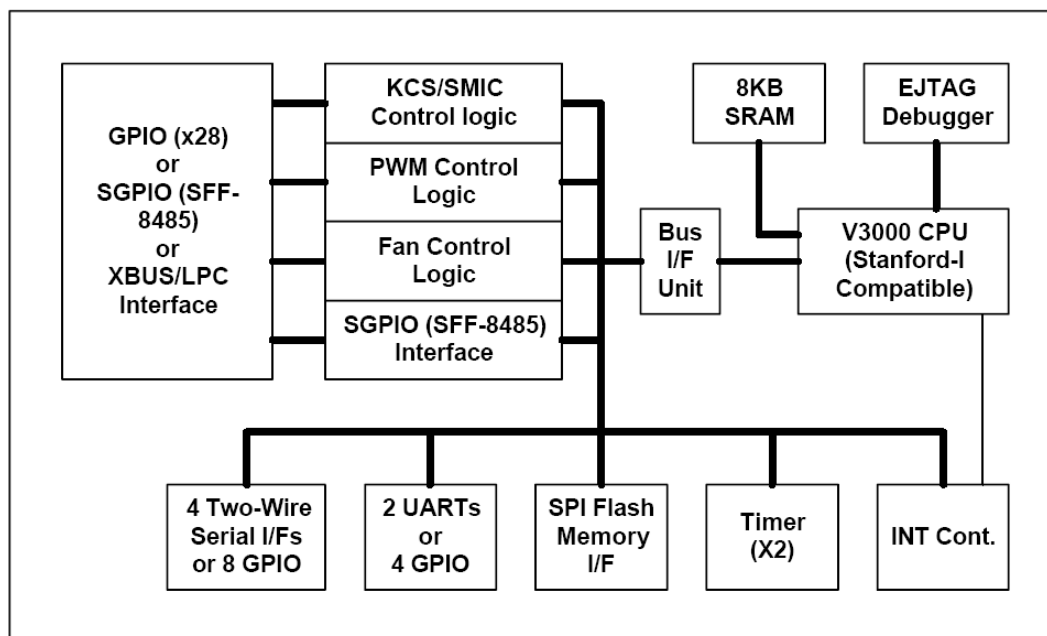 GPIO (x28)
or
SGPIO (SFF-
8485)
or
XBUS/LPC
Interface
KCS/SMIC
Control logic
PWM Control
Logic
Fan Control
Logic
SGPIO (SFF-8485)
Interface
8KB
SRAM
EJTAG
Debugger
Bus
I/F
Unit
V3000 CPU
(Stanford-I
Compatible)
4 Two-Wire
Serial I/Fs
or 8 GPIO
2 UARTs
or
4 GPIO
SPI Flash
Memory
I/F
Timer
(X2)
INT Cont.